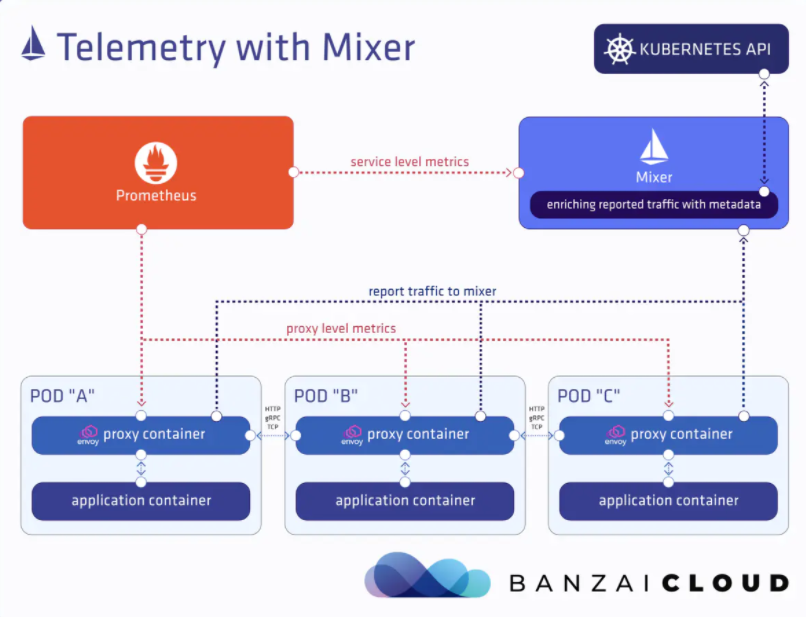 Telemetry with Mixer
KUBERNETES API
Prometheus
service level metrics
Mixer
enriching reported traffic with metadata
report traffic to mixer
proxy level metrics
POD "A"
envoy proxy container
application container
HTTP
gRPC
TCP
POD "B"
envoy proxy container
application container
HTTP
gRPC
TCP
POD "C"
envoy proxy container
application container
BANZAICLOUD